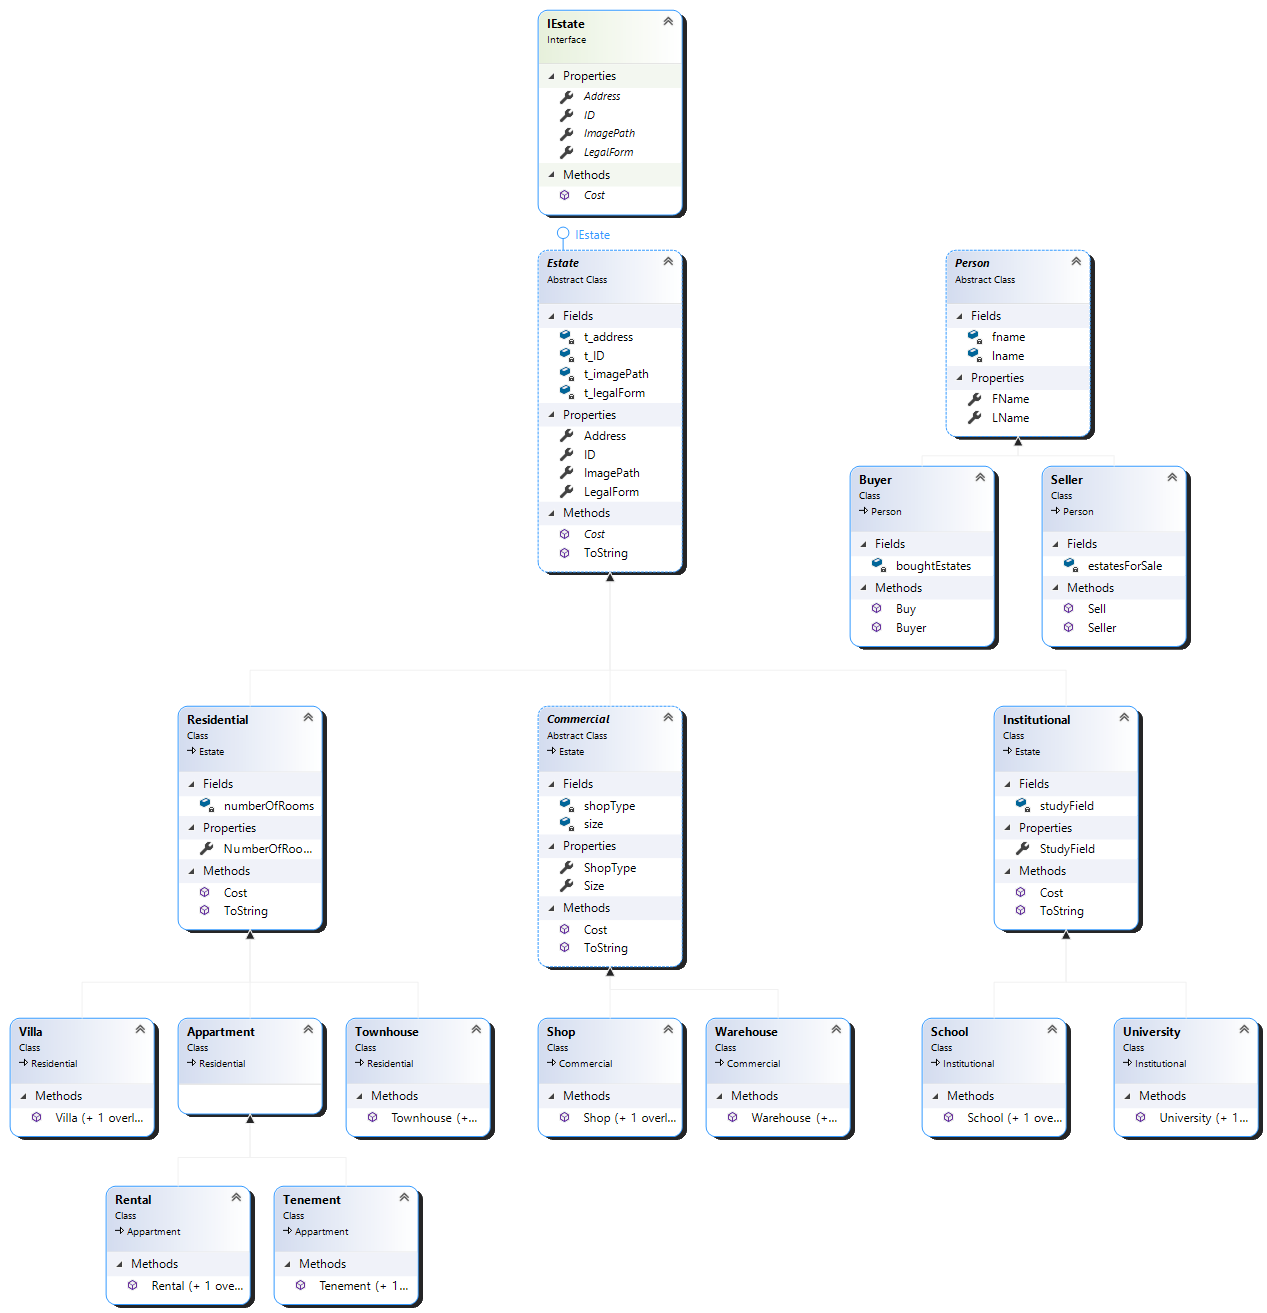 IEstate
Interface
Properties
Address
ID
ImagePath
LegalForm
Methods
Cost
IEstate
Estate
Abstract Class
Fields
t_address
t_ID
t_imagePath
t_legalForm
Properties
Address
ID
ImagePath
LegalForm
Methods
Cost
ToString
Person
Abstract Class
Fields
fname
lname
Properties
FName
LName
Buyer
Class
Person
Fields
boughtEstates
Methods
Buy
Buyer
Seller
Class
Person
Fields
estatesForSale
Methods
Sell
Seller
Residential
Class
Estate
Fields
numberOfRooms
Properties
NumberOfRoo...
Methods
Cost
ToString
Commercial
Abstract Class
Estate
Fields
shopType
size
Properties
ShopType
Size
Methods
Cost
ToString
Institutional
Class
Estate
Fields
studyField
Properties
StudyField
Methods
Cost
ToString
Villa
Class
Residential
Methods
Villa (+ 1 overl...
Appartment
Class
Residential
Townhouse
Class
Residential
Methods
Townhouse (+...
Shop
Class
Commercial
Methods
Shop (+ 1 overl...
Warehouse
Class
Commercial
Methods
Warehouse (+...
School
Class
Institutional
Methods
School (+ 1 ove...
University
Class
Institutional
Methods
University (+ 1...
Rental
Class
Appartment
Methods
Rental (+ 1 ove...
Tenement
Class
Appartment
Methods
Tenement (+ 1...